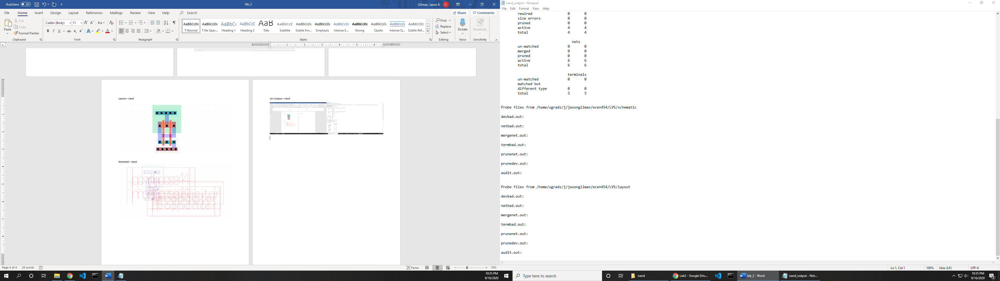 AutoSave Off
lab_2
Gilman, Jason A GJ
File Home Insert Design Layout References Mailings Review View Help Search
Share Comments
Paste
Cut
Copy
Format Painter
Clipboard
Calibri (Body) 11
Font
Paragraph
AaBbCcDc AaBbCcDc AaBbCc AaBbCcD AaB AaBbCcD AaBbCcDc AaBbCcDc AaBbCcDc AaBbCcDc AaBbCcDc AaBbCcDc AABBCCDC
¶ Normal ¶ No Spac... Heading 1 Heading 2 Title Subtitle Subtle Em... Emphasis Intense E... Strong Quote Intense Q... Subtle Ref...
Styles
Find
Replace
Select
Editing
Dictate
Voice
Sensitivity
Sensitivity
Layout – nand
Extracted – nand
LSV Output – nand
Page 4 of 4 28 words
Focus
70%
10:35 PM
9/16/2020
nand_output - Notepad
File Edit Format View Help
rewired 0 0
size errors 0 0
pruned 0 0
active 4 4
total 4 4
nets
un-matched 0 0
merged 0 0
pruned 0 0
active 6 6
total 6 6
terminals
un-matched 0 0
matched but
different type 0 0
total 5 5
Probe files from /home/ugrads/j/jasongilman/ecen454/LVS/schematic
devbad.out:
netbad.out:
mergenet.out:
termbad.out:
prunenet.out:
prunedev.out:
audit.out:
Probe files from /home/ugrads/j/jasongilman/ecen454/LVS/layout
devbad.out:
netbad.out:
mergenet.out:
termbad.out:
prunenet.out:
prunedev.out:
audit.out:
Ln 1, Col 1 100% Unix (LF) UTF-8
Type here to search
nand
Lab2 - Google Driv...
lab_2 - Word
nand_output - Not...
10:35 PM
9/16/2020
2